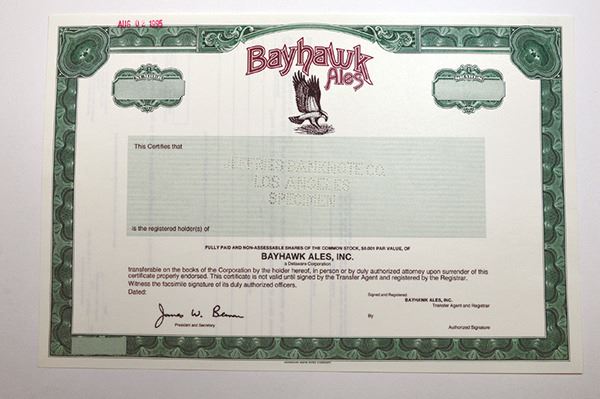 AUG 02 1995
Bayhawk
Ales
NUMBER
SHARES
This Certifies that
JEFFRIES BANKNOTE CO.
LOS ANGELES
SPECIMEN
is the registered holder(s) of
FULLY PAID AND NON-ASSESSABLE SHARES OF THE COMMON STOCK, $0.001 PAR VALUE, OF
BAYHAWK ALES, INC.
a Delaware Corporation
transferable on the books of the Corporation by the holder hereof, in person or by duly authorized attorney upon surrender of this
certificate properly endorsed. This certificate is not valid until signed by the Transfer Agent and registered by the Registrar.
Witness the facsimile signature of its duly authorized officers.
Dated:
Signed and Registered
BAYHAWK ALES, INC.
Transfer Agent and Registrar
James W.
By
President and Secretary
Authorized Signature